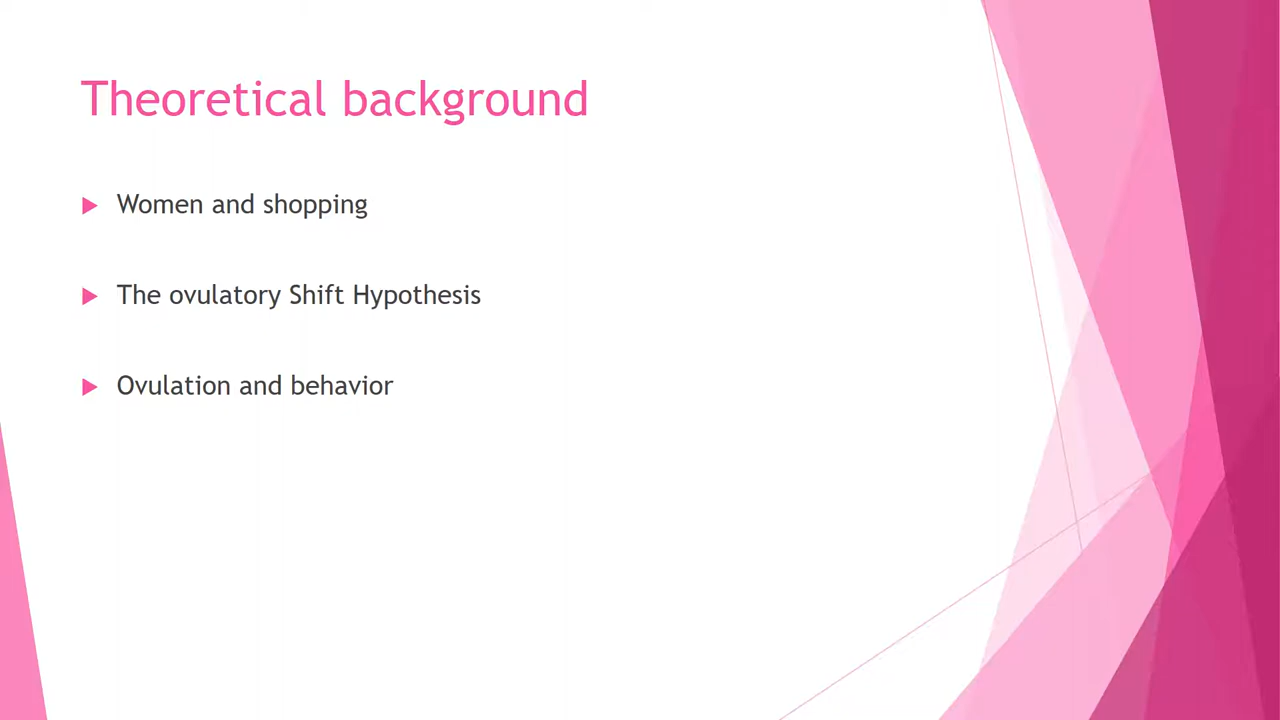 Theoretical background
Women and shopping
The ovulatory Shift Hypothesis
Ovulation and behavior